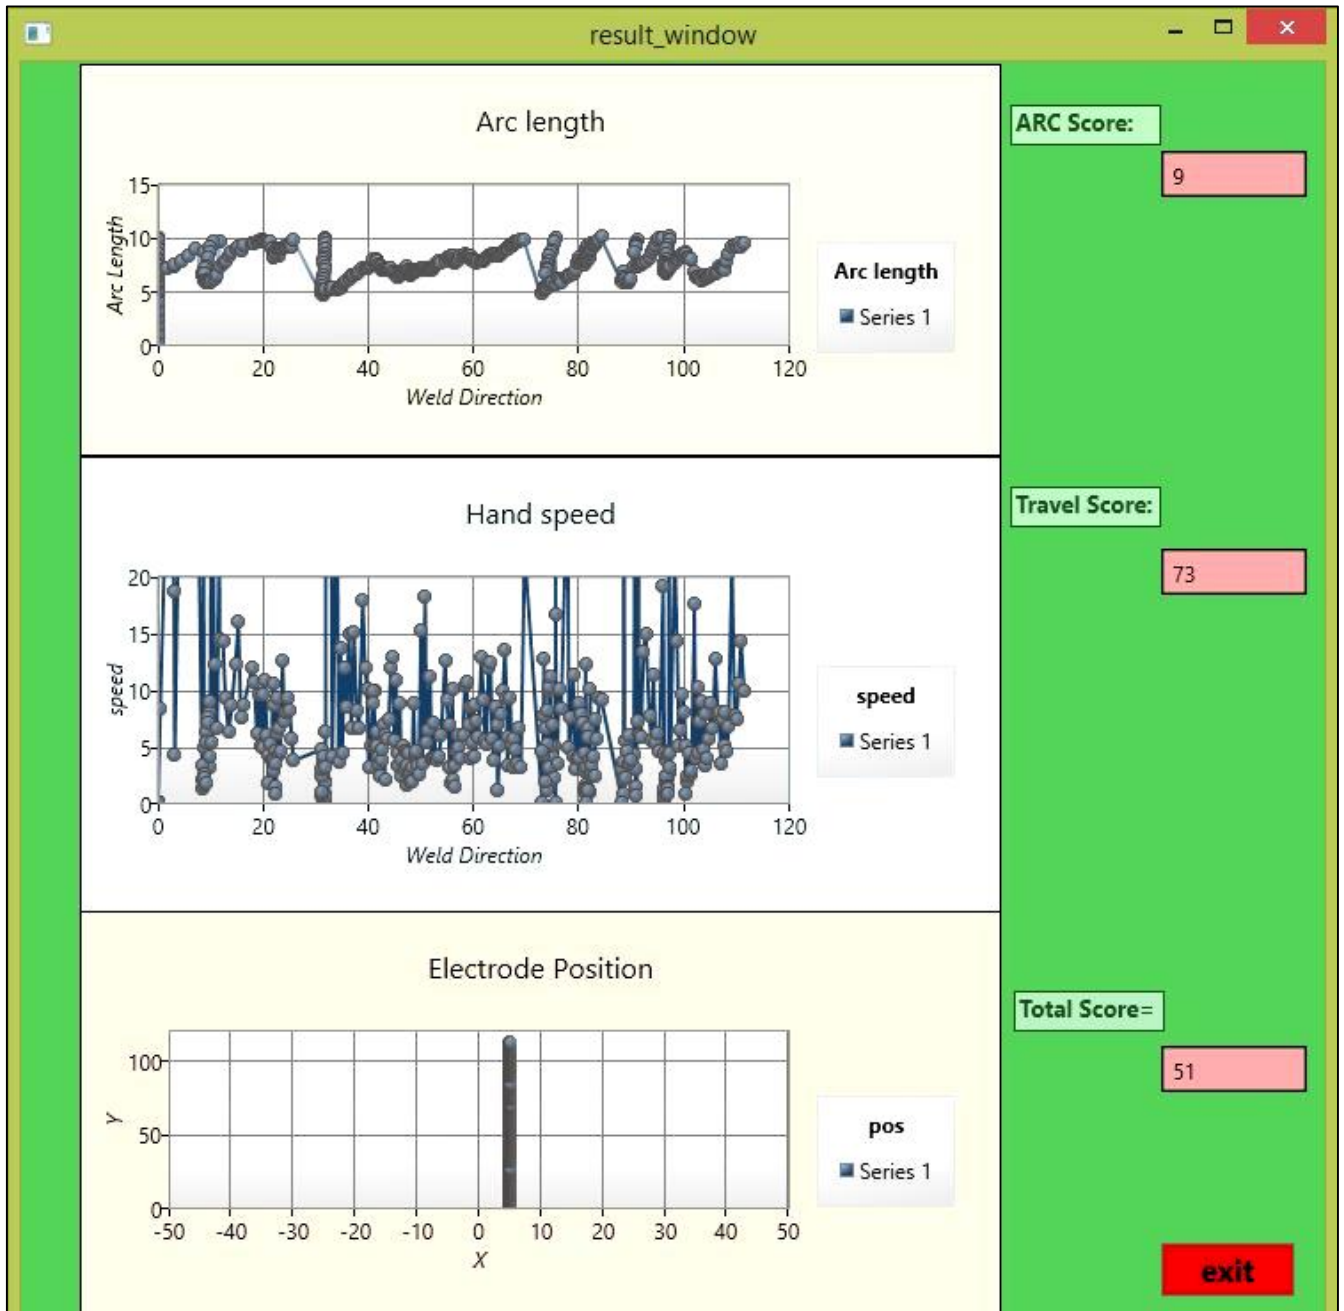 result_window
Arc length
ARC Score:
9
15
10
5
0
Arc Length
0 20 40 60 80 100 120
Weld Direction
Arc length
Series 1
Hand speed
Travel Score:
73
20
15
10
5
0
speed
0 20 40 60 80 100 120
Weld Direction
speed
Series 1
Electrode Position
Total Score=
51
100
50
0
Y
-50 -40 -30 -20 -10 0 10 20 30 40 50
X
pos
Series 1
exit